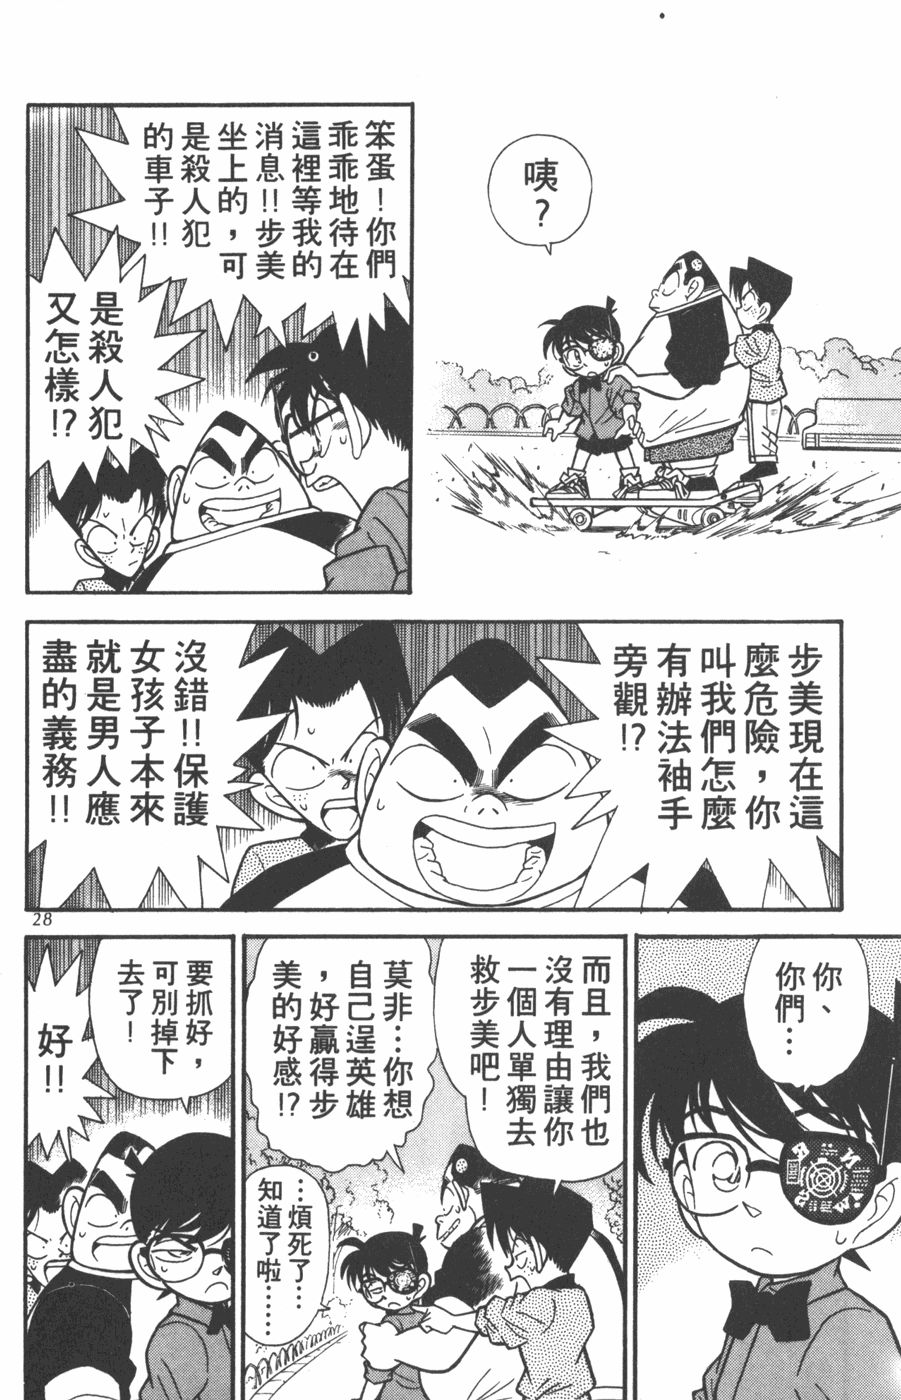 咦
？
笨蛋！你們
乖乖地待在
這裡等我的
消息!!步美
坐上的，可
是殺人犯
的車子!!
是殺人犯
又怎樣!?
步美現在這
麼危險，你
叫我們怎麼
有辦法袖手
旁觀!?
沒錯!!保護
女孩子本來
就是男人應
盡的義務!!
28
你、
你們…
而且，我們也
沒有理由讓你
一個人單獨去
救步美吧！
莫非…你想
自己逞英雄
，好贏得步
美的好感!?
…煩死了…
知道了啦……
要抓好，
可別掉下
去了！
好!!